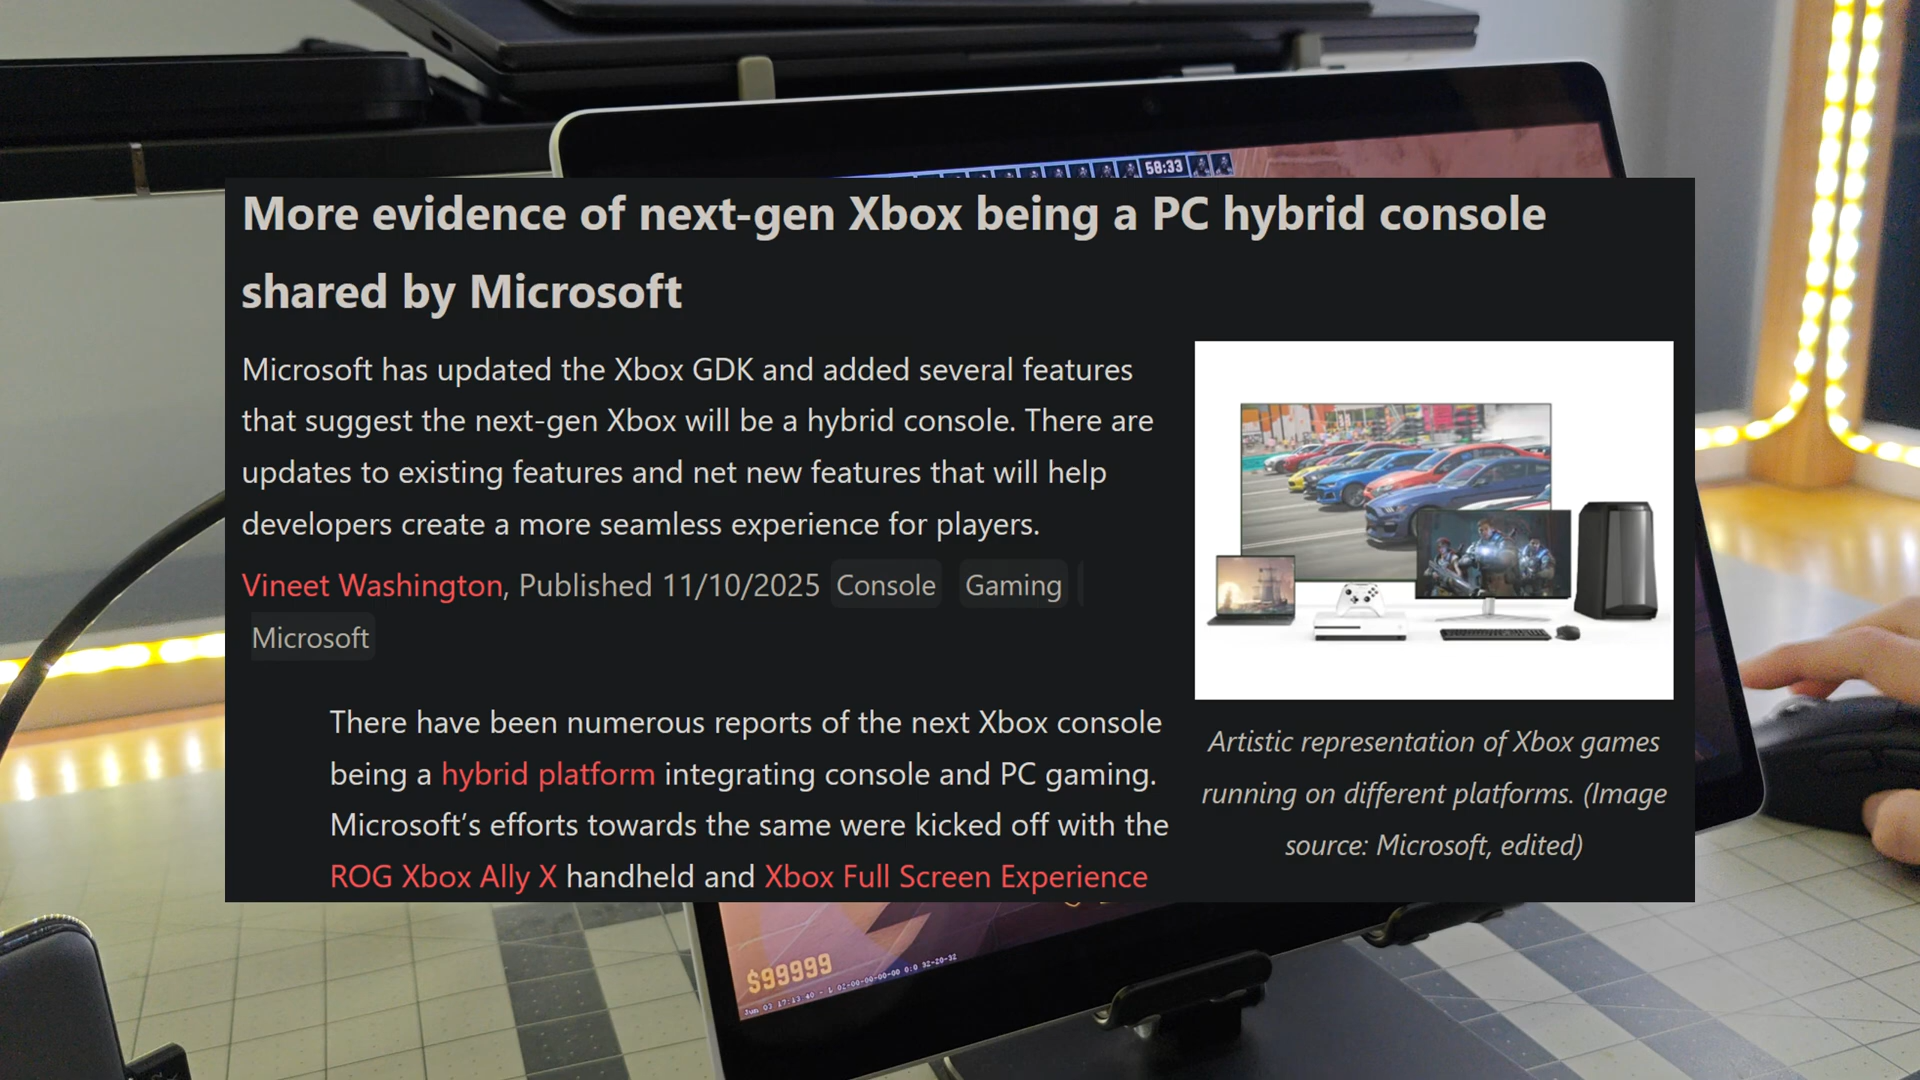 58:33
More evidence of next-gen Xbox being a PC hybrid console
shared by Microsoft
Microsoft has updated the Xbox GDK and added several features
that suggest the next-gen Xbox will be a hybrid console. There are
updates to existing features and net new features that will help
developers create a more seamless experience for players.
Vineet Washington, Published 11/10/2025 Console Gaming
Microsoft
There have been numerous reports of the next Xbox console
being a hybrid platform integrating console and PC gaming.
Microsoft’s efforts towards the same were kicked off with the
ROG Xbox Ally X handheld and Xbox Full Screen Experience
Artistic representation of Xbox games
running on different platforms. (Image
source: Microsoft, edited)
$99999